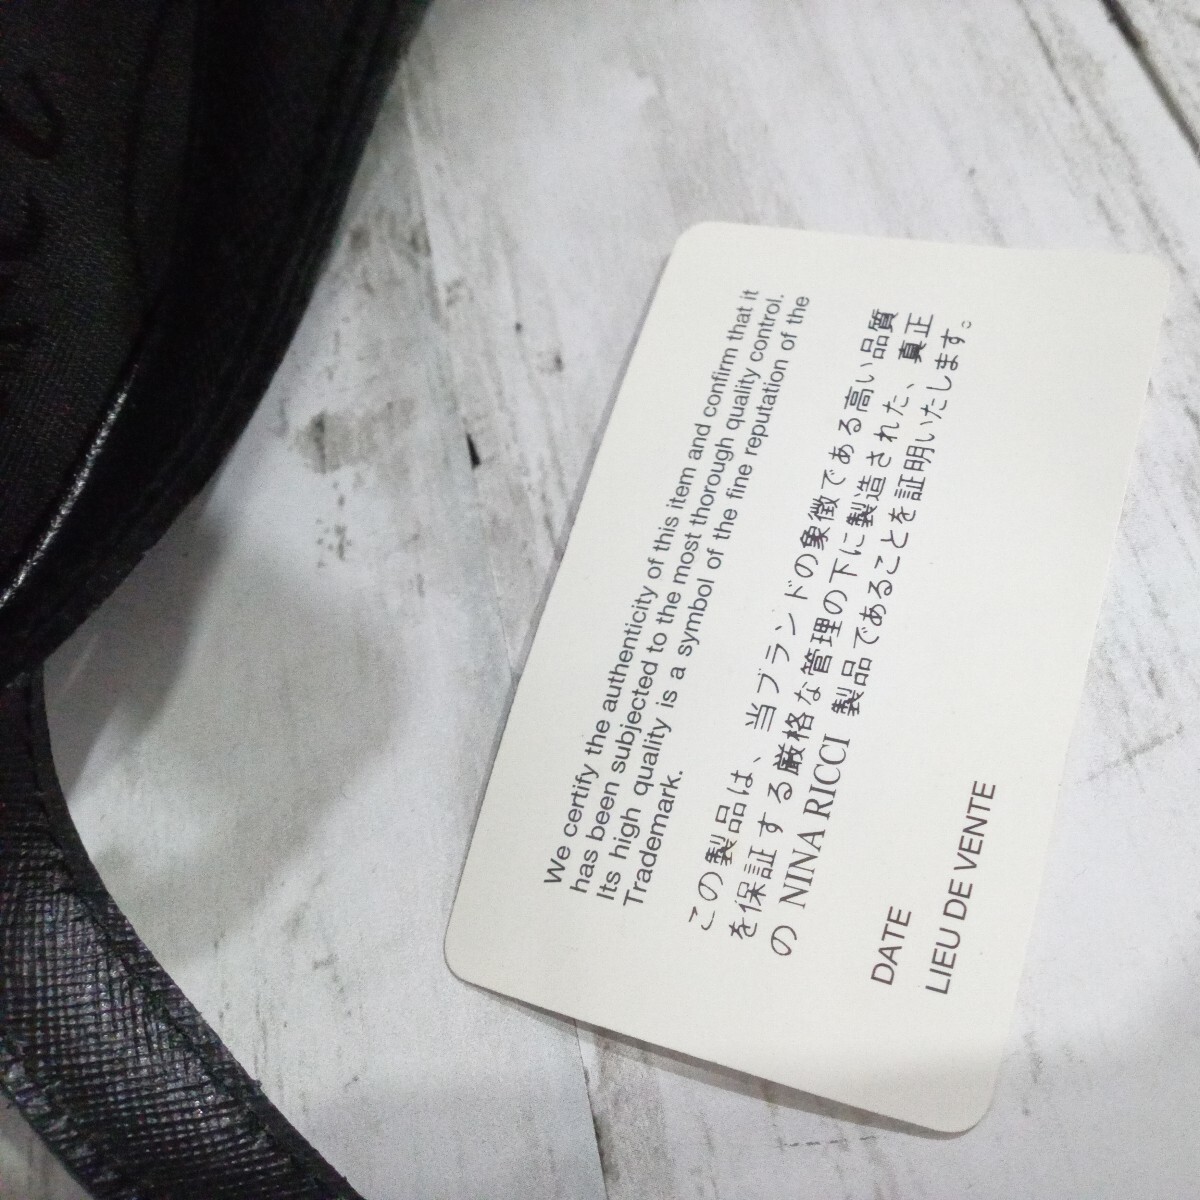 We certify the authenticity of this item and confirm that it
has been subjected to the most thorough quality control.
Its high quality is a symbol of the fine reputation of the
Trademark.
この製品は、当ブランドの象徴である高い品質
を保証する厳格な管理の下に製造された、真正
の NINA RICCI 製品であることを証明いたします。
DATE
LIEU DE VENTE